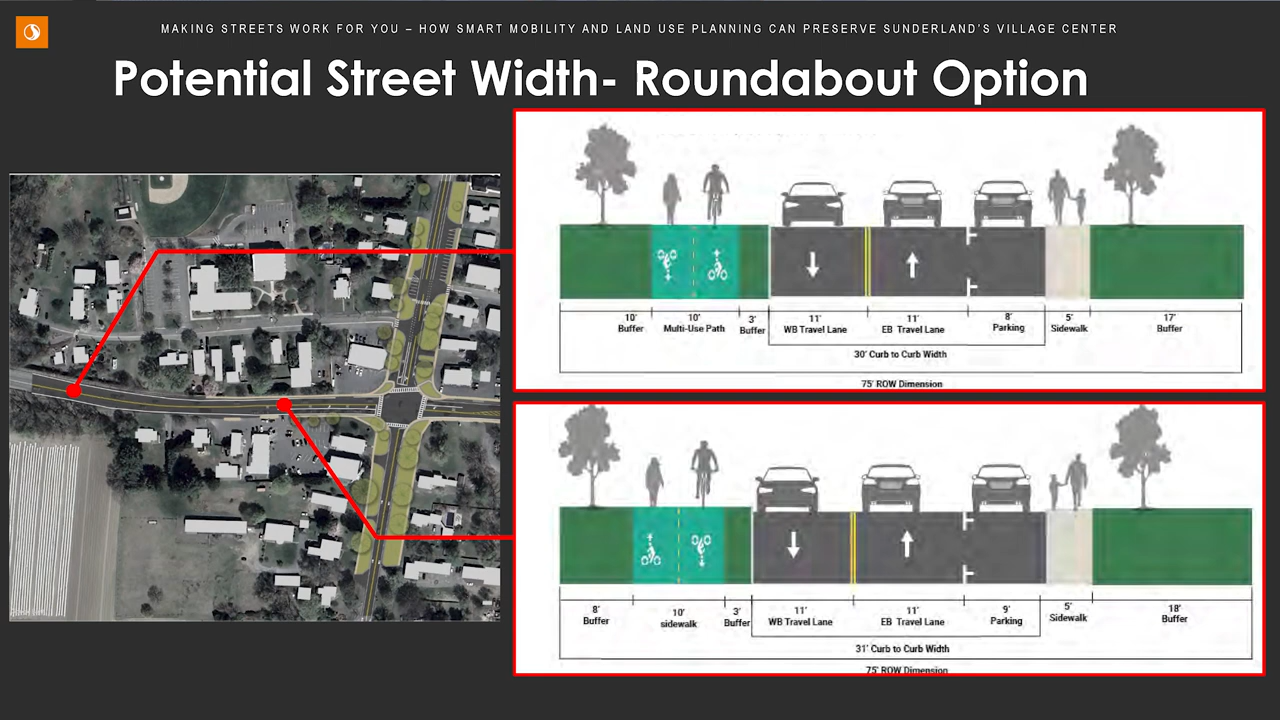 MAKING STREETS WORK FOR YOU – HOW SMART MOBILITY AND LAND USE PLANNING CAN PRESERVE SUNDERLAND'S VILLAGE CENTER
Potential Street Width- Roundabout Option
10' 10' 3' 11' 11' 8' 5' 17'
Buffer Multi-Use Path Buffer WB Travel Lane EB Travel Lane Parking Sidewalk Buffer
30' Curb to Curb Width
75' ROW Dimension
8' 10' 3' 11' 11' 9' 5' 18'
Buffer sidewalk Buffer WB Travel Lane EB Travel Lane Parking Sidewalk Buffer
31' Curb to Curb Width
75' ROW Dimension